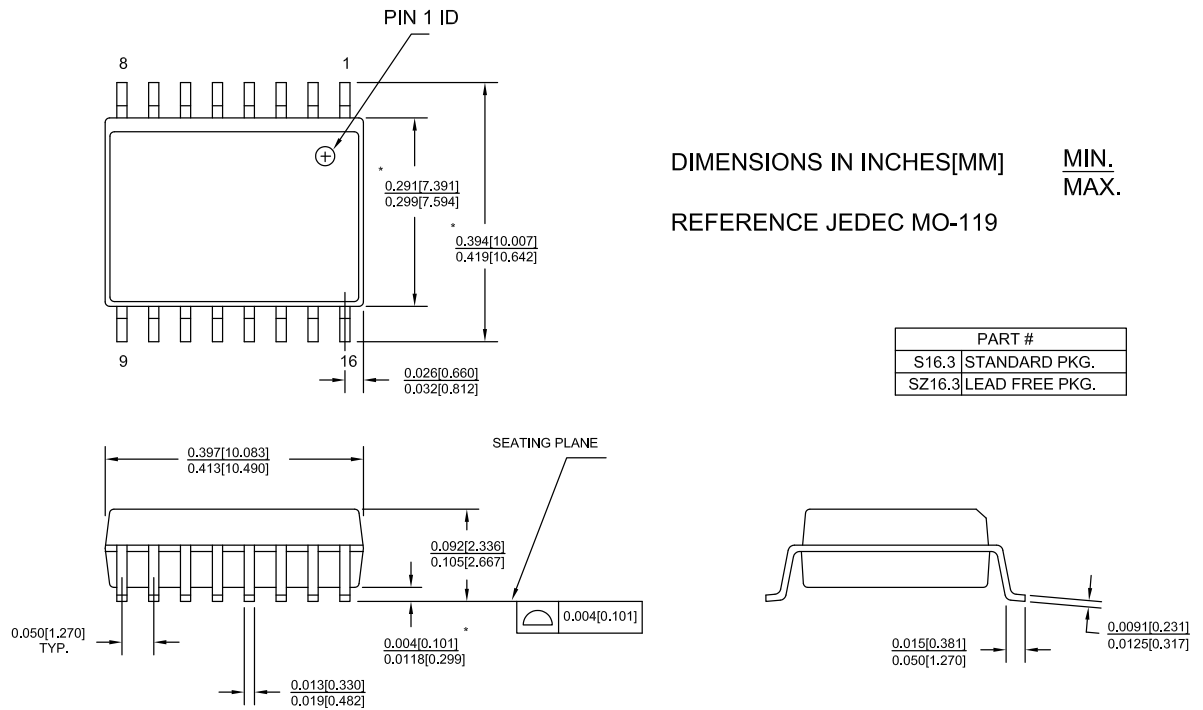 PIN 1 ID
8 1
*
0.291[7.391]
0.299[7.594]
*
0.394[10.007]
0.419[10.642]
9 16
0.026[0.660]
0.032[0.812]
DIMENSIONS IN INCHES[MM] MIN.
MAX.
REFERENCE JEDEC MO-119
PART #
S16.3 STANDARD PKG.
SZ16.3 LEAD FREE PKG.
SEATING PLANE
0.397[10.083]
0.413[10.490]
0.092[2.336]
0.105[2.667]
0.004[0.101]
0.050[1.270]
TYP.
*
0.004[0.101]
0.0118[0.299]
0.013[0.330]
0.019[0.482]
0.015[0.381]
0.050[1.270]
0.0091[0.231]
0.0125[0.317]